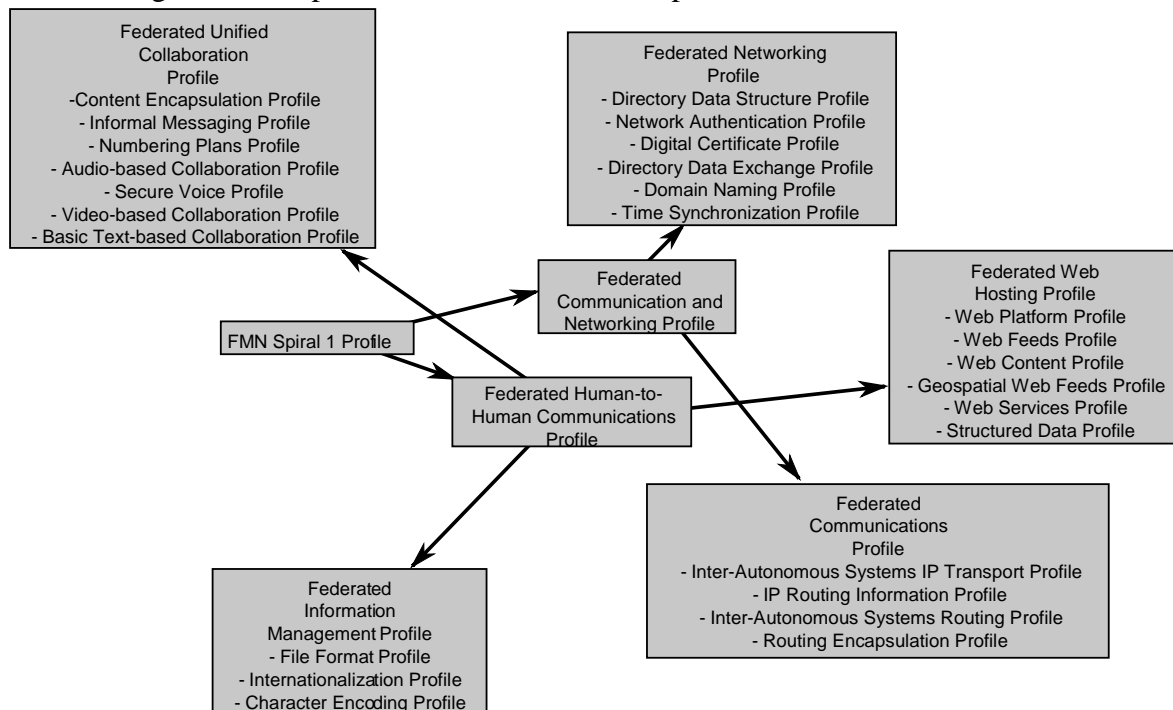 Federated Unified
Collaboration
Profile
-Content Encapsulation Profile
- Informal Messaging Profile
- Numbering Plans Profile
- Audio-based Collaboration Profile
- Secure Voice Profile
- Video-based Collaboration Profile
- Basic Text-based Collaboration Profile
Federated Networking
Profile
- Directory Data Structure Profile
- Network Authentication Profile
- Digital Certificate Profile
- Directory Data Exchange Profile
- Domain Naming Profile
- Time Synchronization Profile
Federated
Communication and
Networking Profile
FMN Spiral 1 Profile
Federated Web
Hosting Profile
- Web Platform Profile
- Web Feeds Profile
- Web Content Profile
- Geospatial Web Feeds Profile
- Web Services Profile
- Structured Data Profile
Federated Human-to-
Human Communications
Profile
Federated
Communications
Profile
- Inter-Autonomous Systems IP Transport Profile
- IP Routing Information Profile
- Inter-Autonomous Systems Routing Profile
- Routing Encapsulation Profile
Federated
Information
Management Profile
- File Format Profile
- Internationalization Profile
- Character Encoding Profile